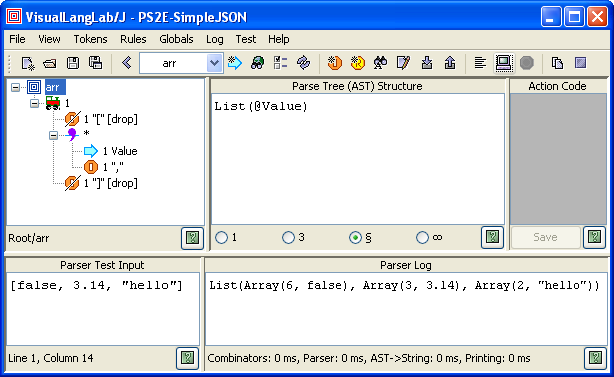 VisualLangLab/J - PS2E-SimpleJSON
File View Tokens Rules Globals Log Test Help
arr
arr
1
1 "[" [drop]
*
1 Value
1 ","
1 "]" [drop]
Root/arr
Parse Tree (AST) Structure
List(@Value)
1 3 § ∞
Action Code
Save
Parser Test Input
[false, 3.14, "hello"]
Line 1, Column 14
Parser Log
List(Array(6, false), Array(3, 3.14), Array(2, "hello"))
Combinators: 0 ms, Parser: 0 ms, AST->String: 0 ms, Printing: 0 ms